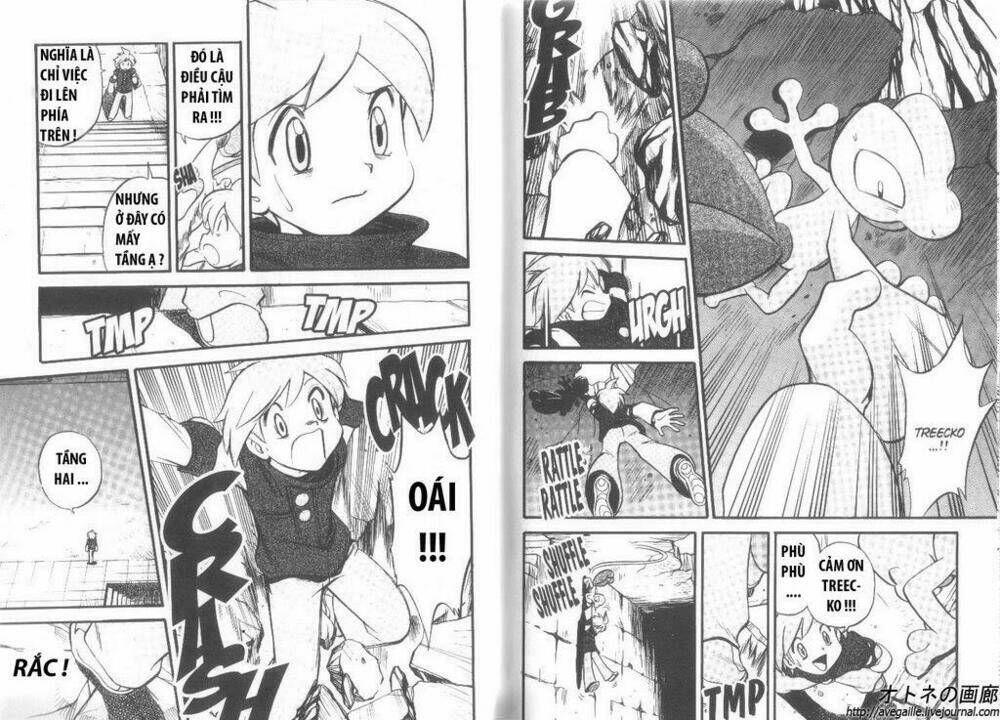 NGHĨA LÀ
CHỈ VIỆC
ĐI LÊN
PHÍA
TRÊN !
ĐÓ LÀ
ĐIỀU CẬU
PHẢI TÌM
RA !!!
SHA
NHƯNG
Ở ĐÂY CÓ
MẤY
TẦNG Ạ ?
TMP
TMP
TẦNG
HAI ...
CRACK
CRASH
OÁI
!!!
RẮC !
GRUB
TREECKO
...!!
URGH
RATTLE
RATTLE
SHUFFLE
SHUFFLE
TMP
PHÙ
PHÙ
....
CẢM ƠN
TREEC-
KO !!!
オトネの画廊
http://avegaille.livejournal.com/